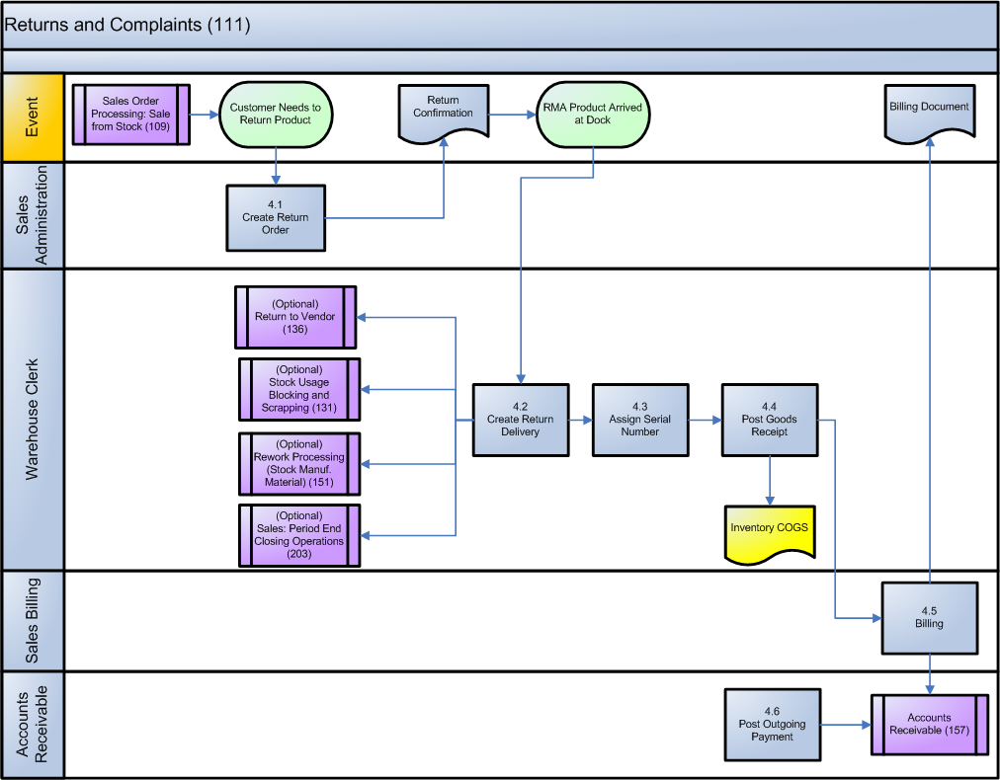 Returns and Complaints (111)
Event
Sales Order
Processing: Sale
from Stock (109)
Customer Needs to
Return Product
Return
Confirmation
RMA Product Arrived
at Dock
Billing Document
Sales
Administration
4.1
Create Return
Order
Warehouse Clerk
(Optional)
Return to Vendor
(136)
(Optional)
Stock Usage
Blocking and
Scrapping (131)
(Optional)
Rework Processing
(Stock Manuf.
Material) (151)
(Optional)
Sales: Period End
Closing Operations
(203)
4.2
Create Return
Delivery
4.3
Assign Serial
Number
4.4
Post Goods
Receipt
Inventory COGS
Sales Billing
4.5
Billing
Accounts
Receivable
4.6
Post Outgoing
Payment
Accounts
Receivable (157)